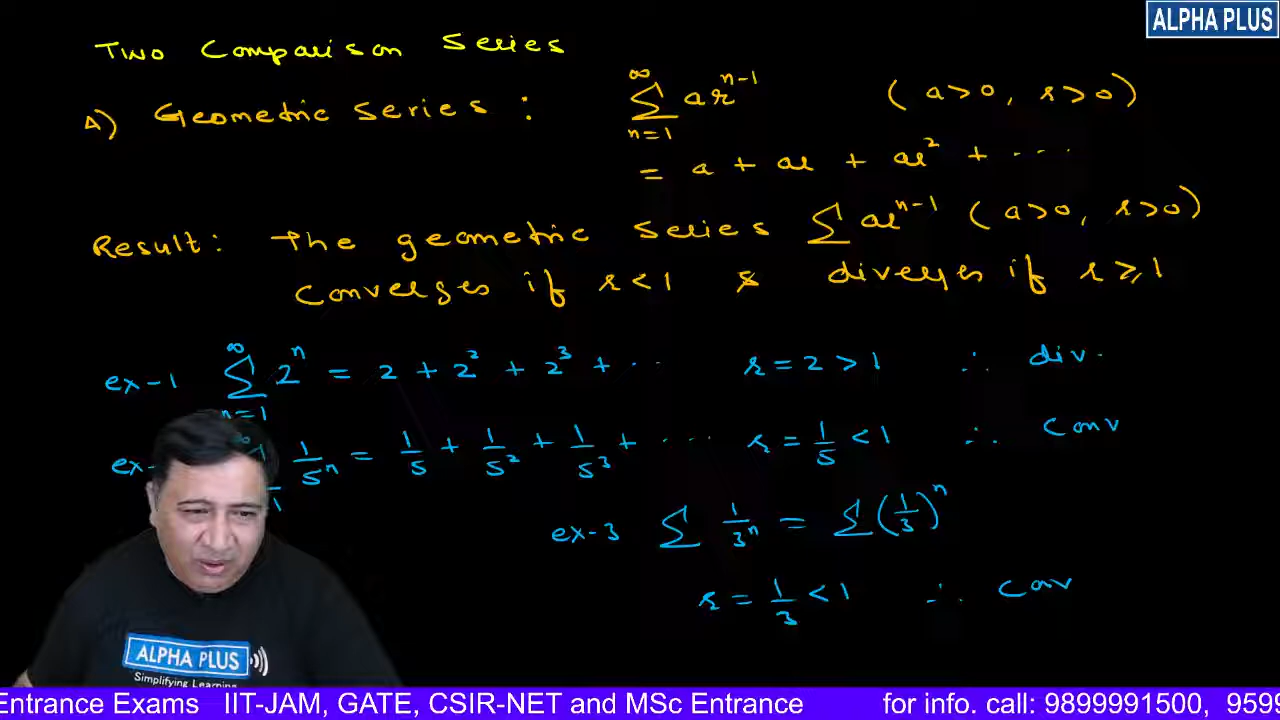 ALPHA PLUS
Two Comparison Series
A) Geometric series : ∞ ∑ n=1 ar^{n-1} (a>0, r>0)
= a + ar + ar² + ...
Result: The geometric series ∑ ar^{n-1} (a>0, r>0)
converges if r<1 & diverges if r≥1
ex-1 ∞ ∑ n=1 2^n = 2 + 2² + 2³ + ... r = 2 > 1 ∴ div.
ex- 1/5^n = 1/5 + 1/5² + 1/5³ + ... r = 1/5 < 1 ∴ conv
ex-3 ∑ 1/3^n = ∑ (1/3)^n
r = 1/3 < 1 ∴ conv
ALPHA PLUS
Simplifying Learning
Entrance Exams IIT-JAM, GATE, CSIR-NET and MSc Entrance for info. call: 9899991500, 9599